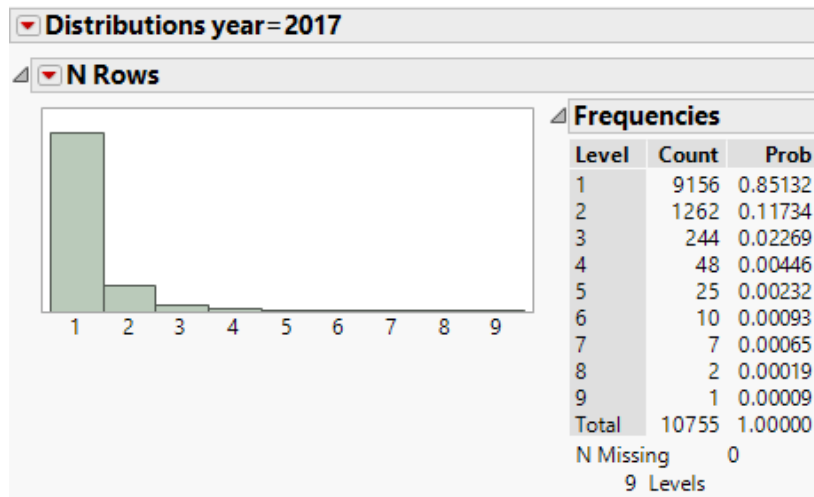 Distributions year=2017
N Rows
1 2 3 4 5 6 7 8 9
Frequencies
Level Count Prob
1 9156 0.85132
2 1262 0.11734
3 244 0.02269
4 48 0.00446
5 25 0.00232
6 10 0.00093
7 7 0.00065
8 2 0.00019
9 1 0.00009
Total 10755 1.00000
N Missing 0
9 Levels